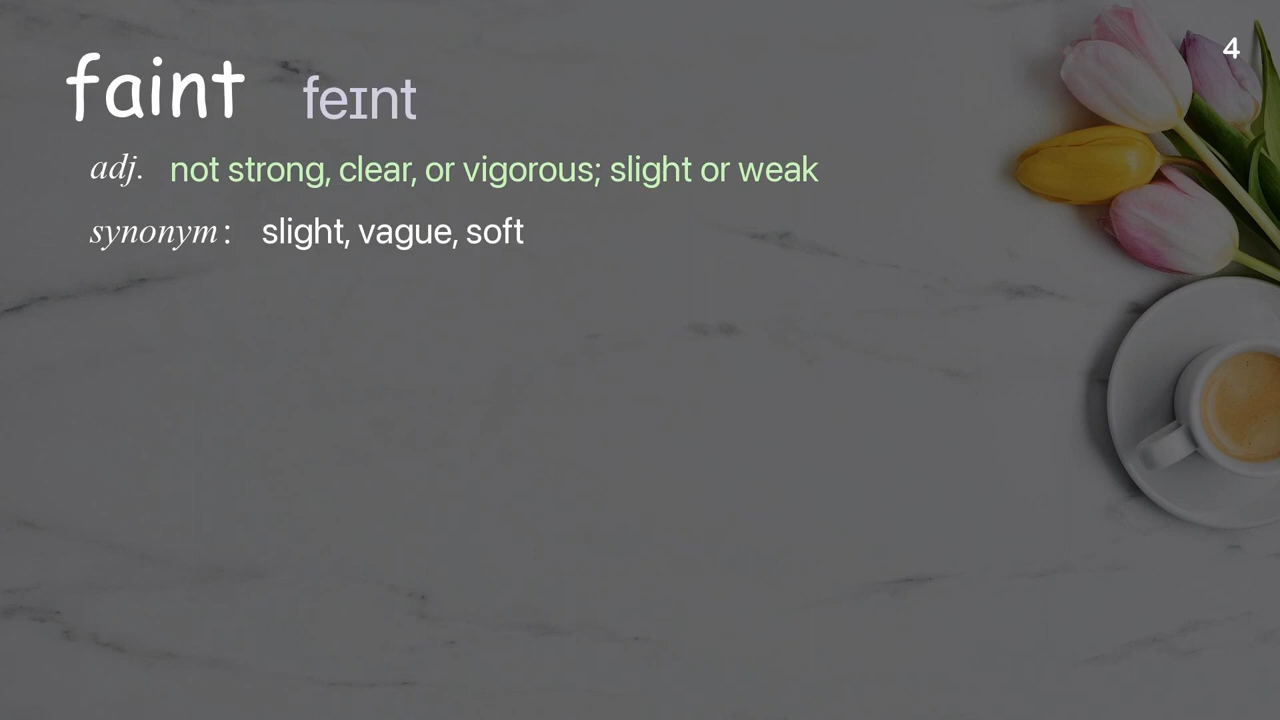 4
faint feɪnt
adj. not strong, clear, or vigorous; slight or weak
synonym: slight, vague, soft